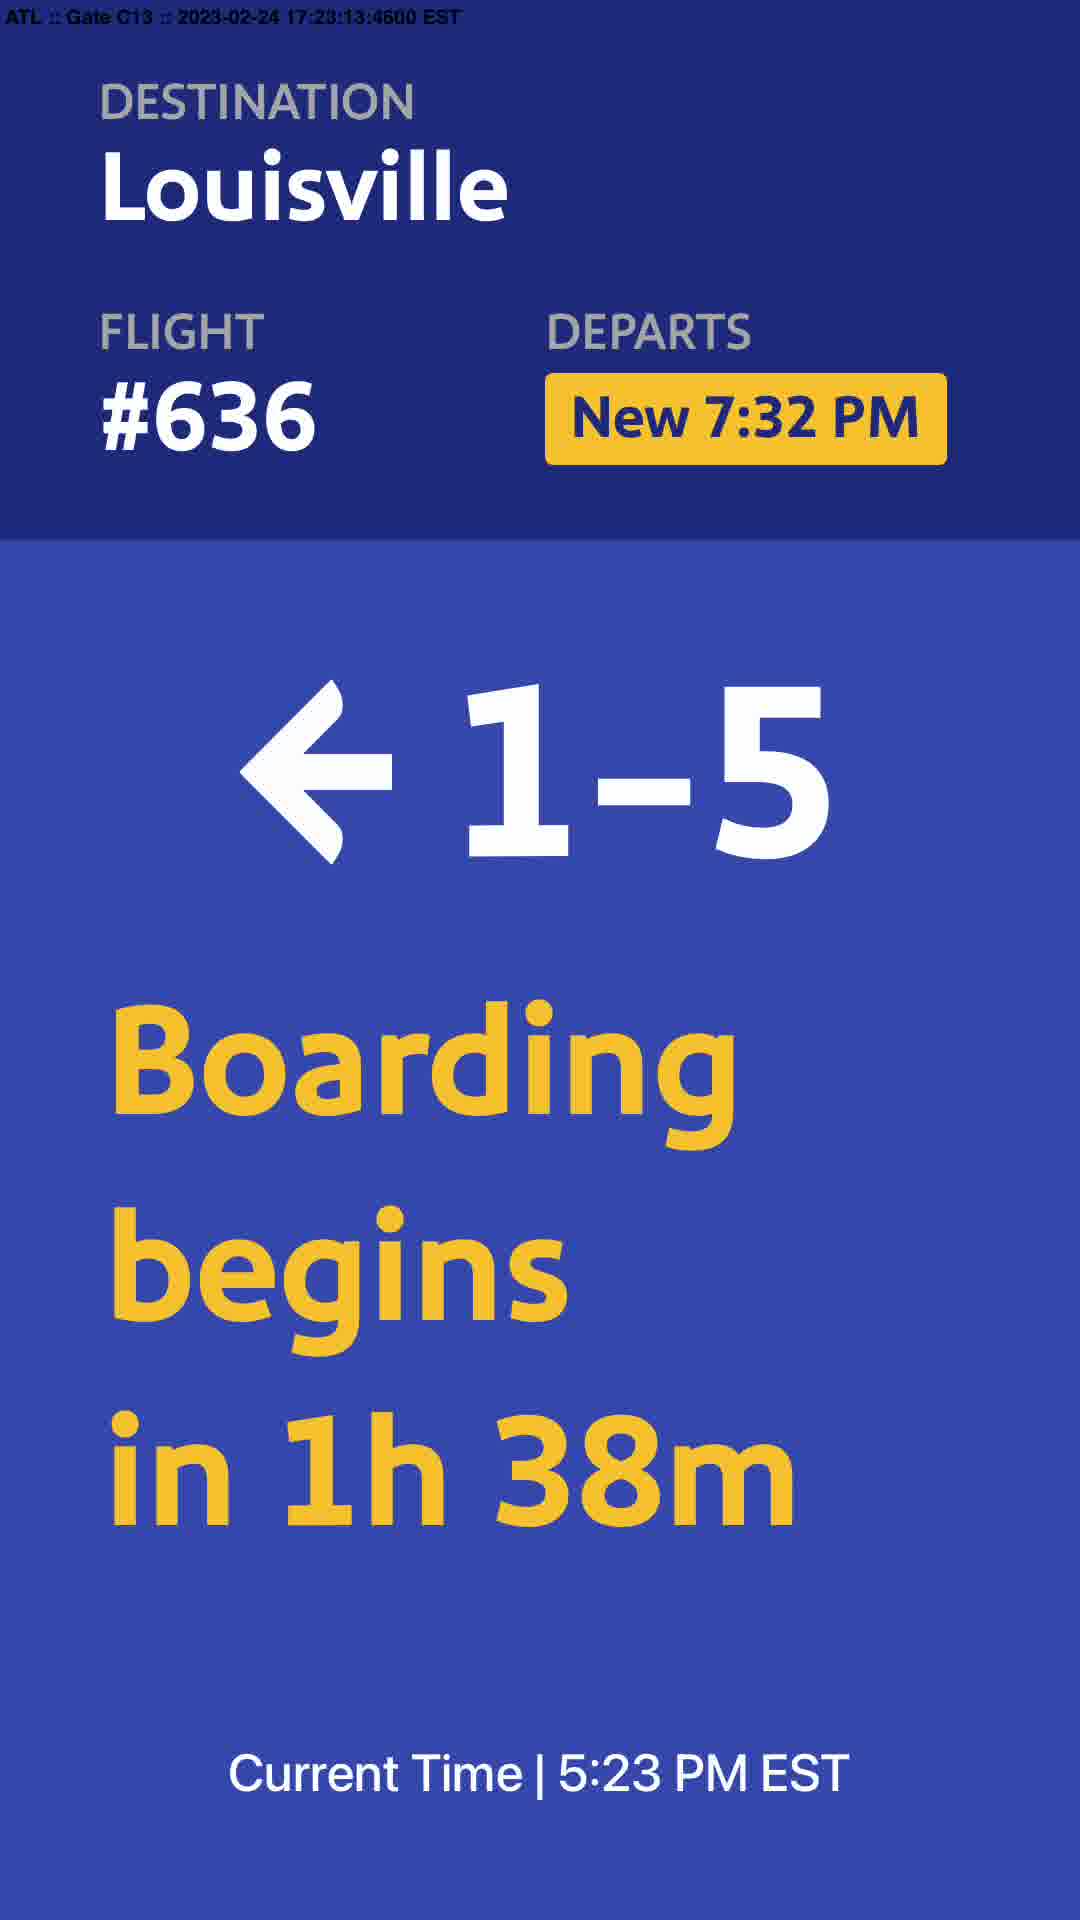 ATL :: Gate C13 :: 2023-02-24 17:23:13:4600 EST
DESTINATION
Louisville
FLIGHT DEPARTS
#636 New 7:32 PM
← 1–5
Boarding
begins
in 1h 38m
Current Time | 5:23 PM EST